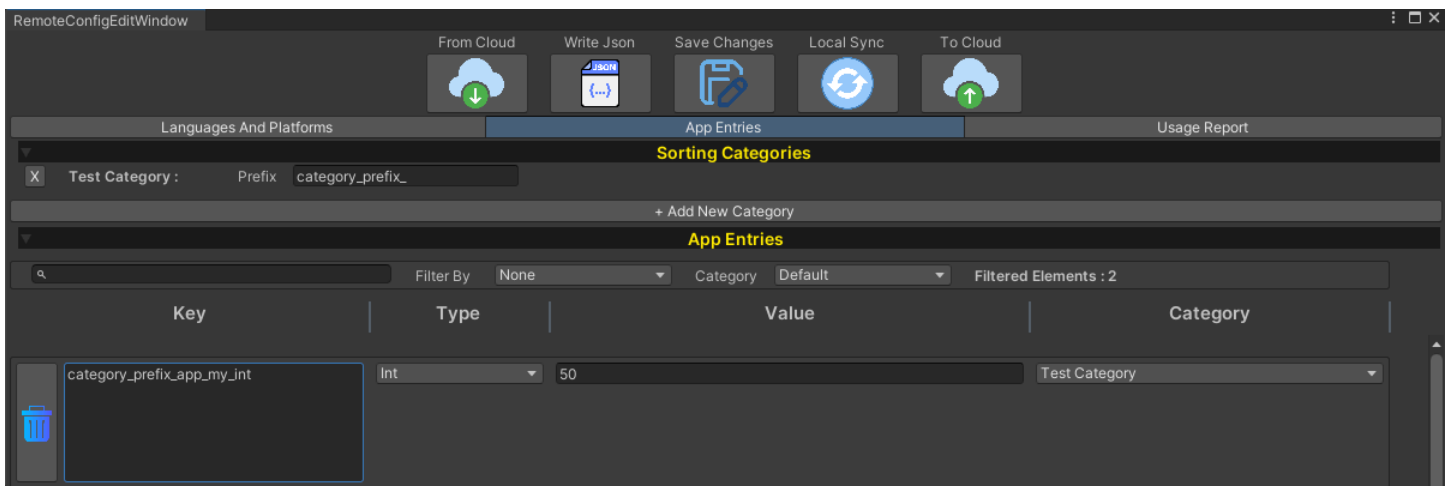 RemoteConfigEditWindow
From Cloud Write Json Save Changes Local Sync To Cloud
JSON
{...}
Languages And Platforms App Entries Usage Report
Sorting Categories
X Test Category : Prefix category_prefix_
+ Add New Category
App Entries
Filter By None Category Default Filtered Elements : 2
Key Type Value Category
category_prefix_app_my_int Int 50 Test Category